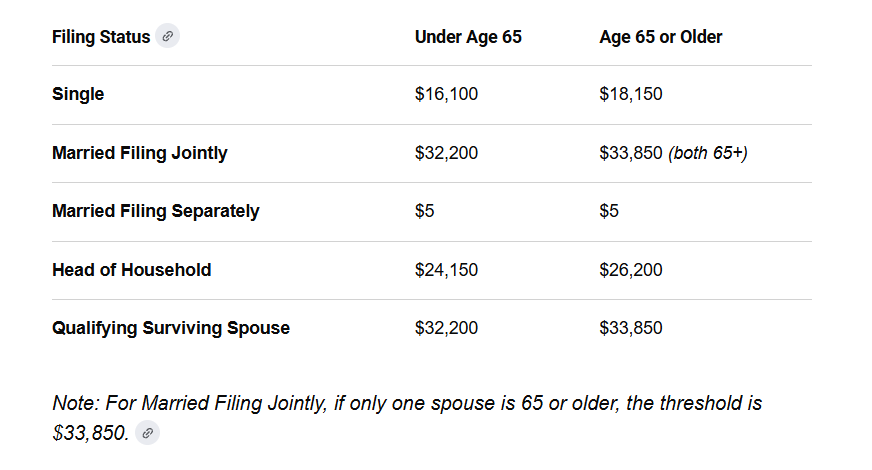 Filing Status Under Age 65 Age 65 or Older
Single $16,100 $18,150
Married Filing Jointly $32,200 $33,850 (both 65+)
Married Filing Separately $5 $5
Head of Household $24,150 $26,200
Qualifying Surviving Spouse $32,200 $33,850
Note: For Married Filing Jointly, if only one spouse is 65 or older, the threshold is
$33,850.